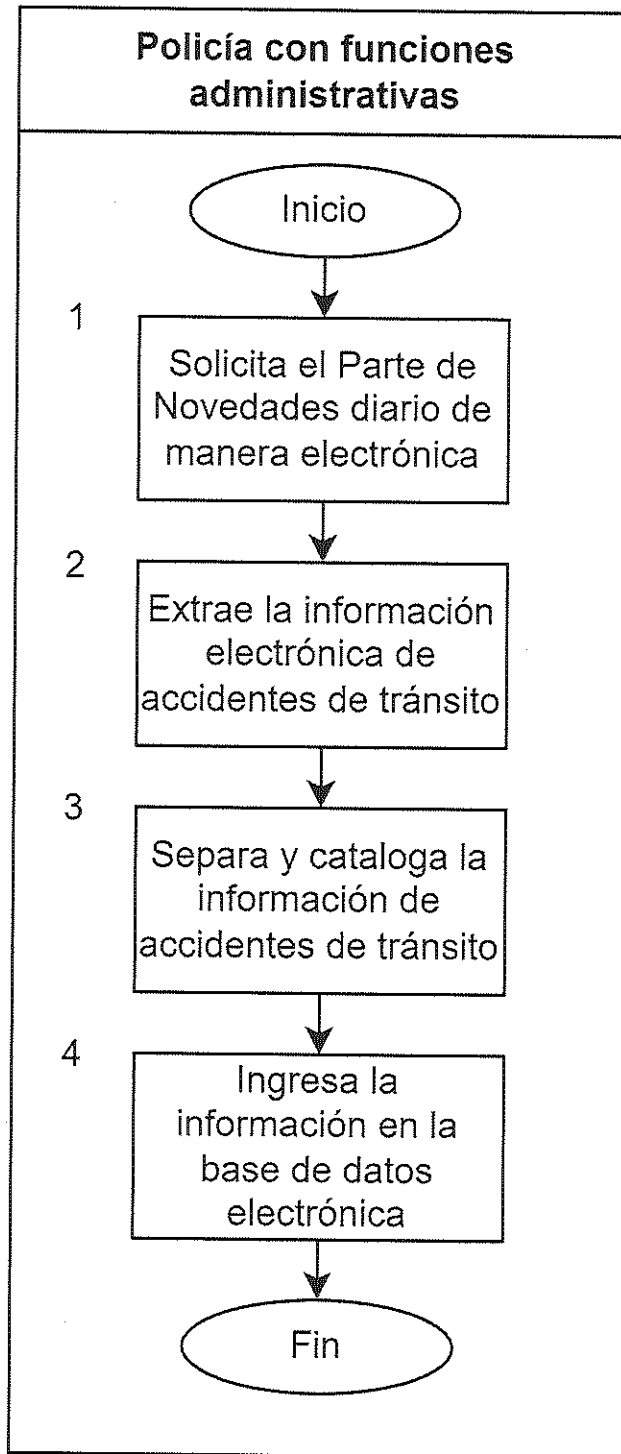 Policía con funciones
administrativas
Inicio
1
Solicita el Parte de
Novedades diario de
manera electrónica
2
Extrae la información
electrónica de
accidentes de tránsito
3
Separa y cataloga la
información de
accidentes de tránsito
4
Ingresa la
información en la
base de datos
electrónica
Fin